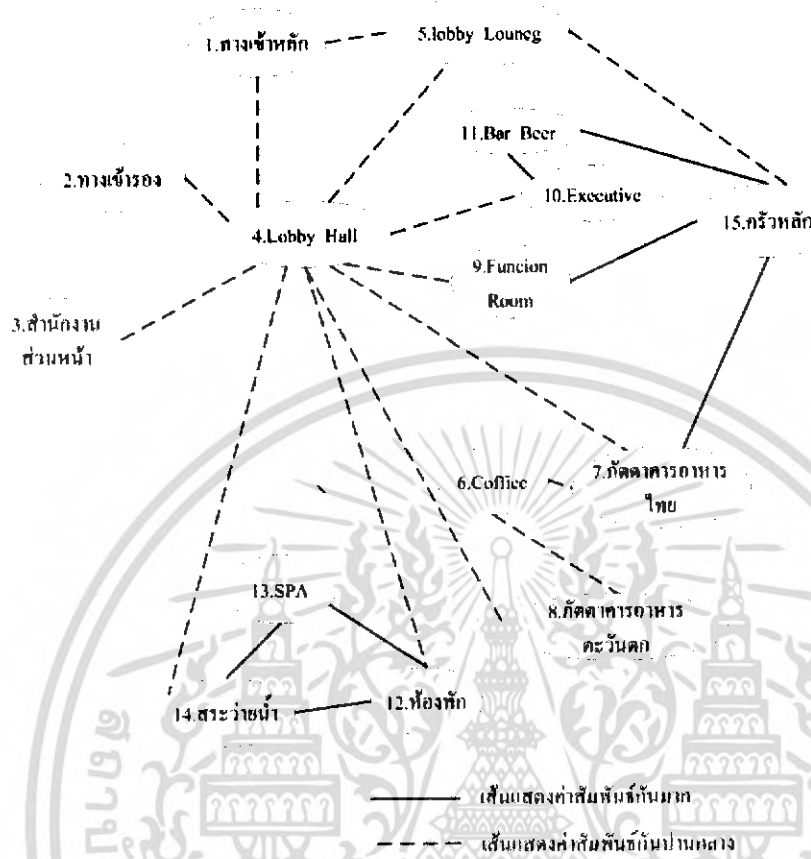 1.ทางเข้าหลัก
5.lobby Louneg
11.Bar Beer
2.ทางเข้ารอง
10.Executive
15.ครัวหลัก
4.Lobby Hall
9.Funcion
Room
3.สำนักงาน
ส่วนหน้า
6.Coffice
7.ภัตตาคารอาหาร
ไทย
13.SPA
8.ภัตตาคารอาหาร
ตะวันตก
14.สระว่ายน้ำ
12.ห้องพัก
เส้นแสดงค่าสัมพันธ์กันมาก
เส้นแสดงค่าสัมพันธ์กันปานกลาง